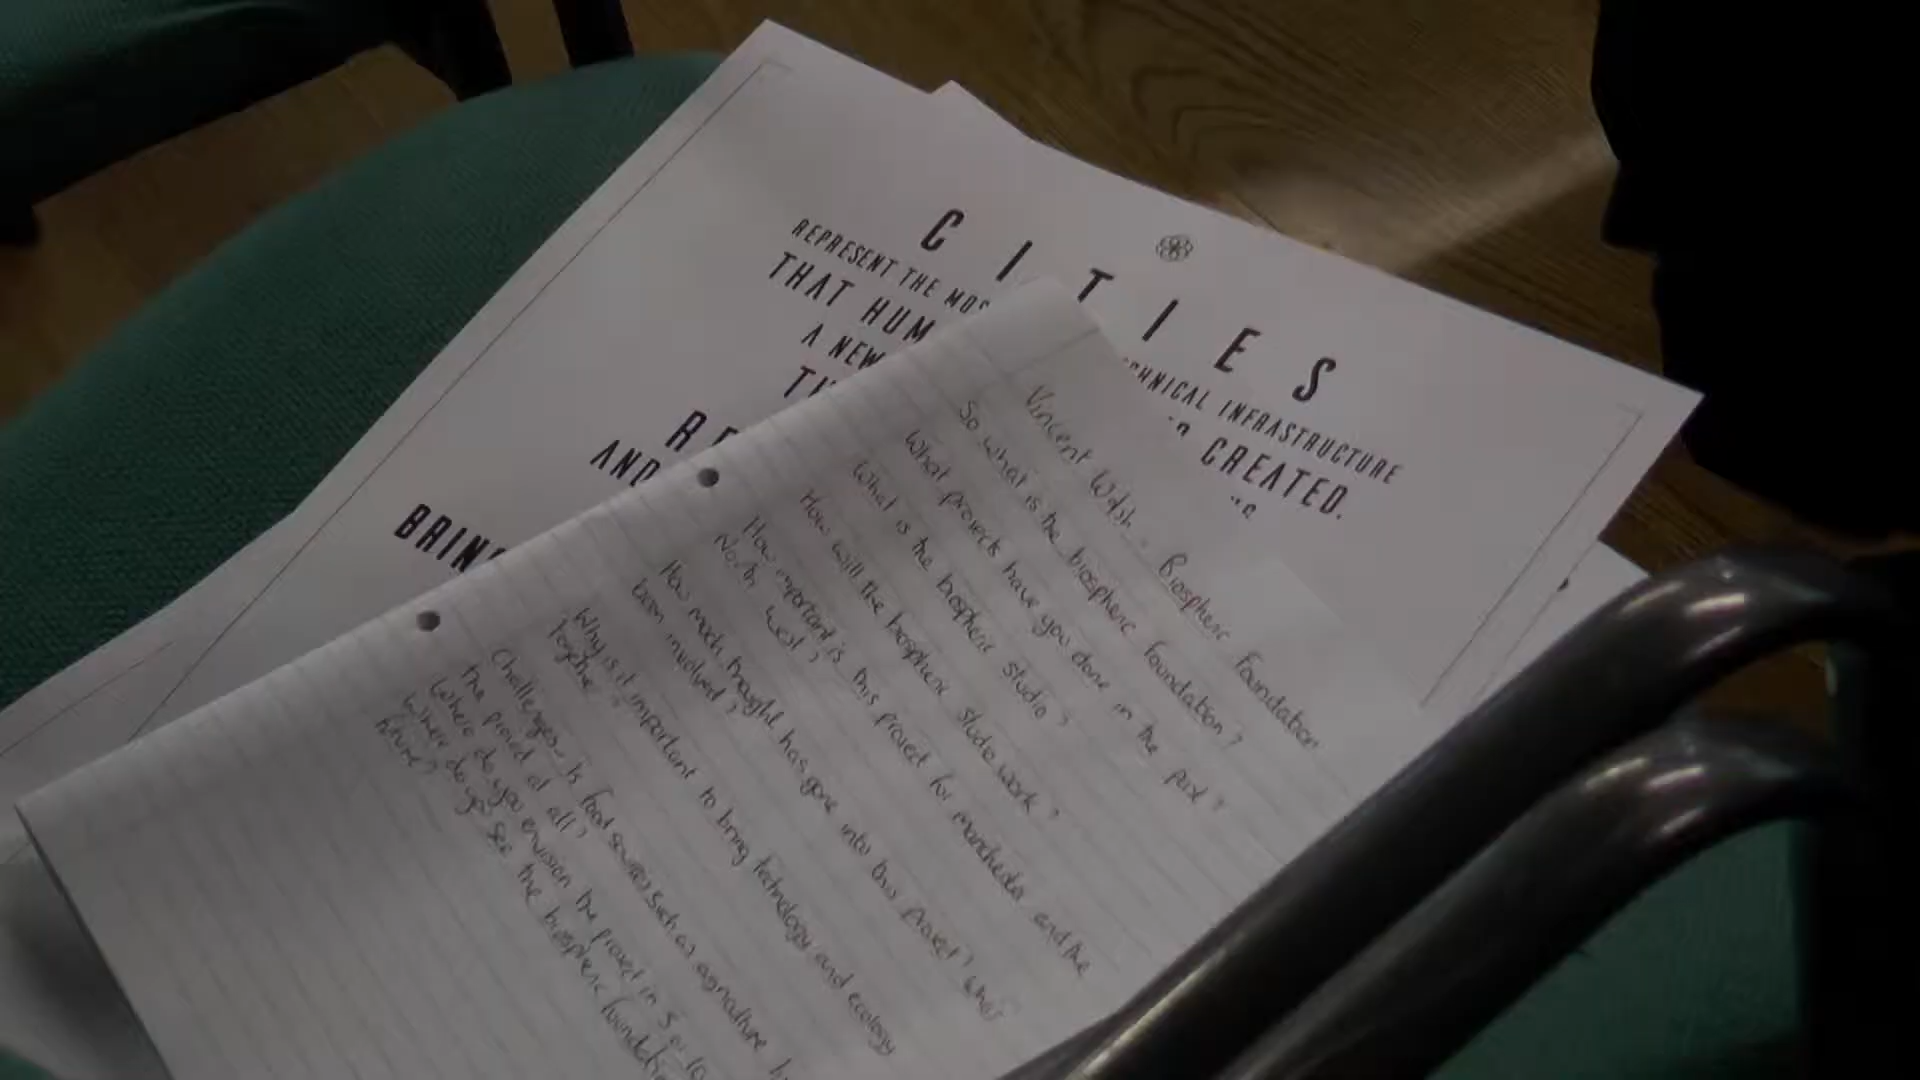 C I T I E S
REPRESENT THE MOS
HNICAL INFRASTRUCTURE
THAT HUM
CREATED.
A NEW
AND
BRIN
Vincent Walsh - Biospheric Foundation
So what is the biospheric foundation?
What projects have you done in the past?
What is the biospheric studio?
How will the biospheric studio work?
How important is this project for Manchester and the
North West?
How much thought has gone into this project? What
been involved?
Why is it important to bring technology and ecology
together
Challenges - Is food sources such as
the project at all?
Where do you envision the project in 5 or 10
Where do you see the biospheric foundation
future?